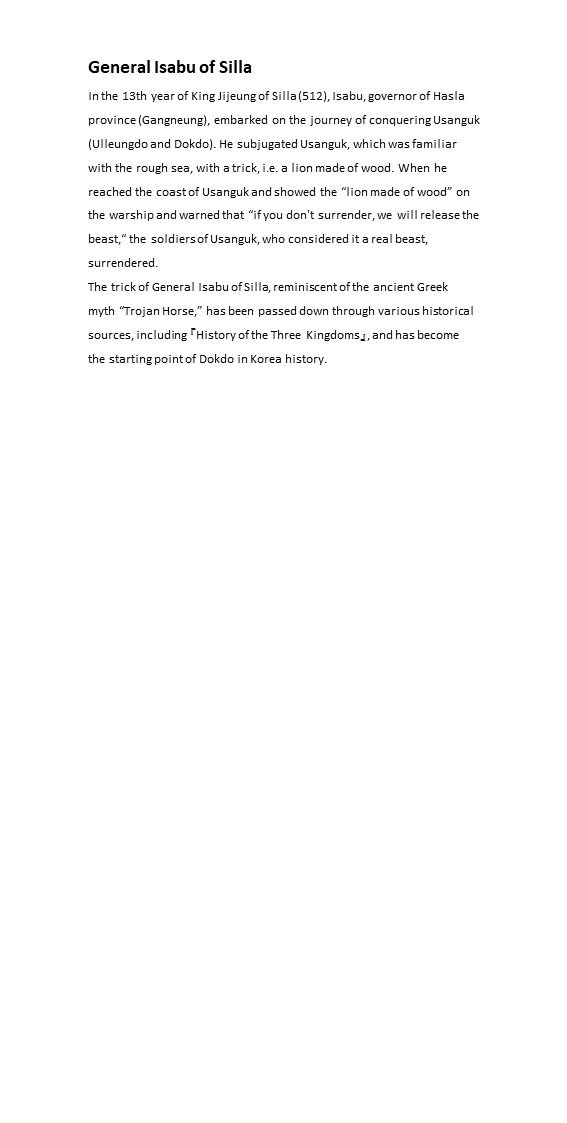 General Isabu of Silla
In the 13th year of King Jijeung of Silla (512), Isabu, governor of Hasla
province (Gangneung), embarked on the journey of conquering Usanguk
(Ulleungdo and Dokdo). He subjugated Usanguk, which was familiar
with the rough sea, with a trick, i.e. a lion made of wood. When he
reached the coast of Usanguk and showed the “lion made of wood” on
the warship and warned that “if you don't surrender, we will release the
beast,“ the soldiers of Usanguk, who considered it a real beast,
surrendered.
The trick of General Isabu of Silla, reminiscent of the ancient Greek
myth “Trojan Horse,” has been passed down through various historical
sources, including『History of the Three Kingdoms』, and has become
the starting point of Dokdo in Korea history.